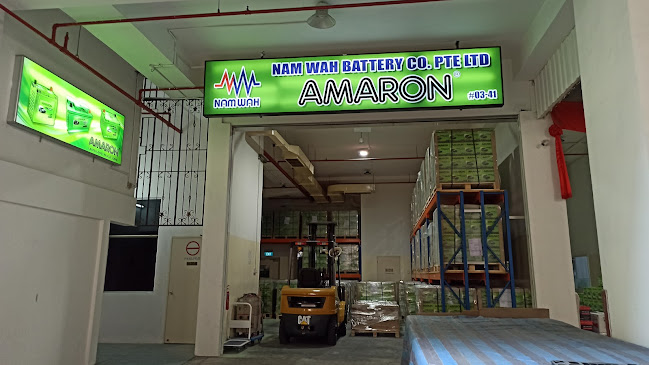 AMARON
NAM WAH
NAM WAH BATTERY CO. PTE LTD
AMARON
#03-41
CAT